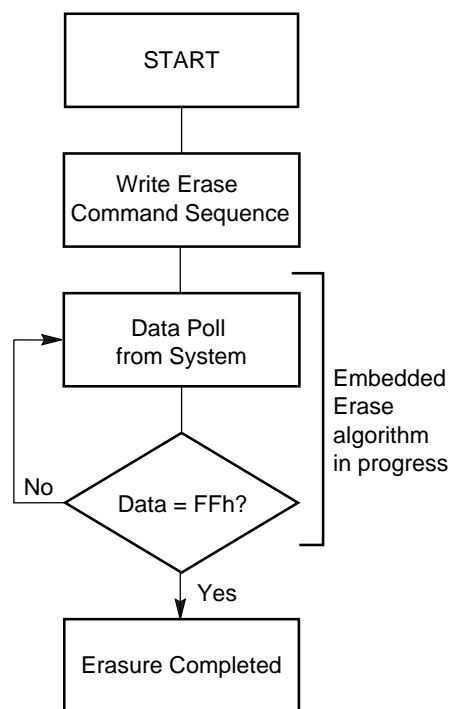 START
Write Erase
Command Sequence
Data Poll
from System
Embedded
Erase
algorithm
in progress
No
Data = FFh?
Yes
Erasure Completed